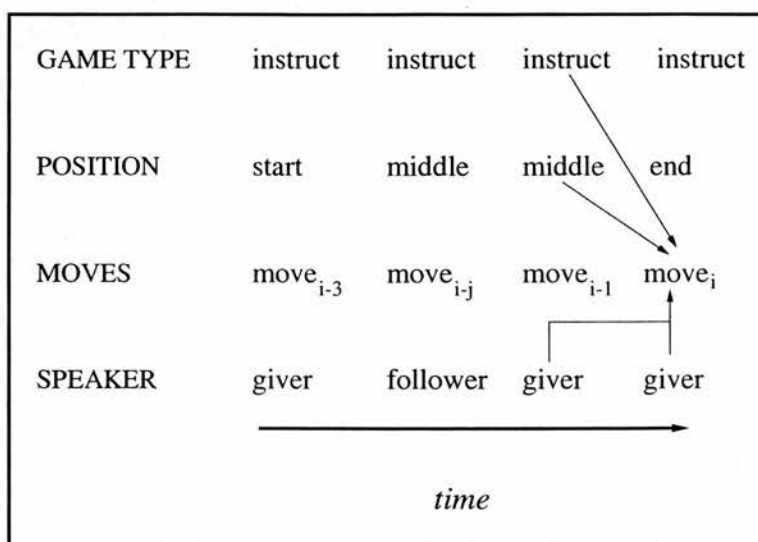 GAME TYPE instruct instruct instruct instruct
POSITION start middle middle end
MOVES move_{i-3} move_{i-j} move_{i-1} move_i
SPEAKER giver follower giver giver
time